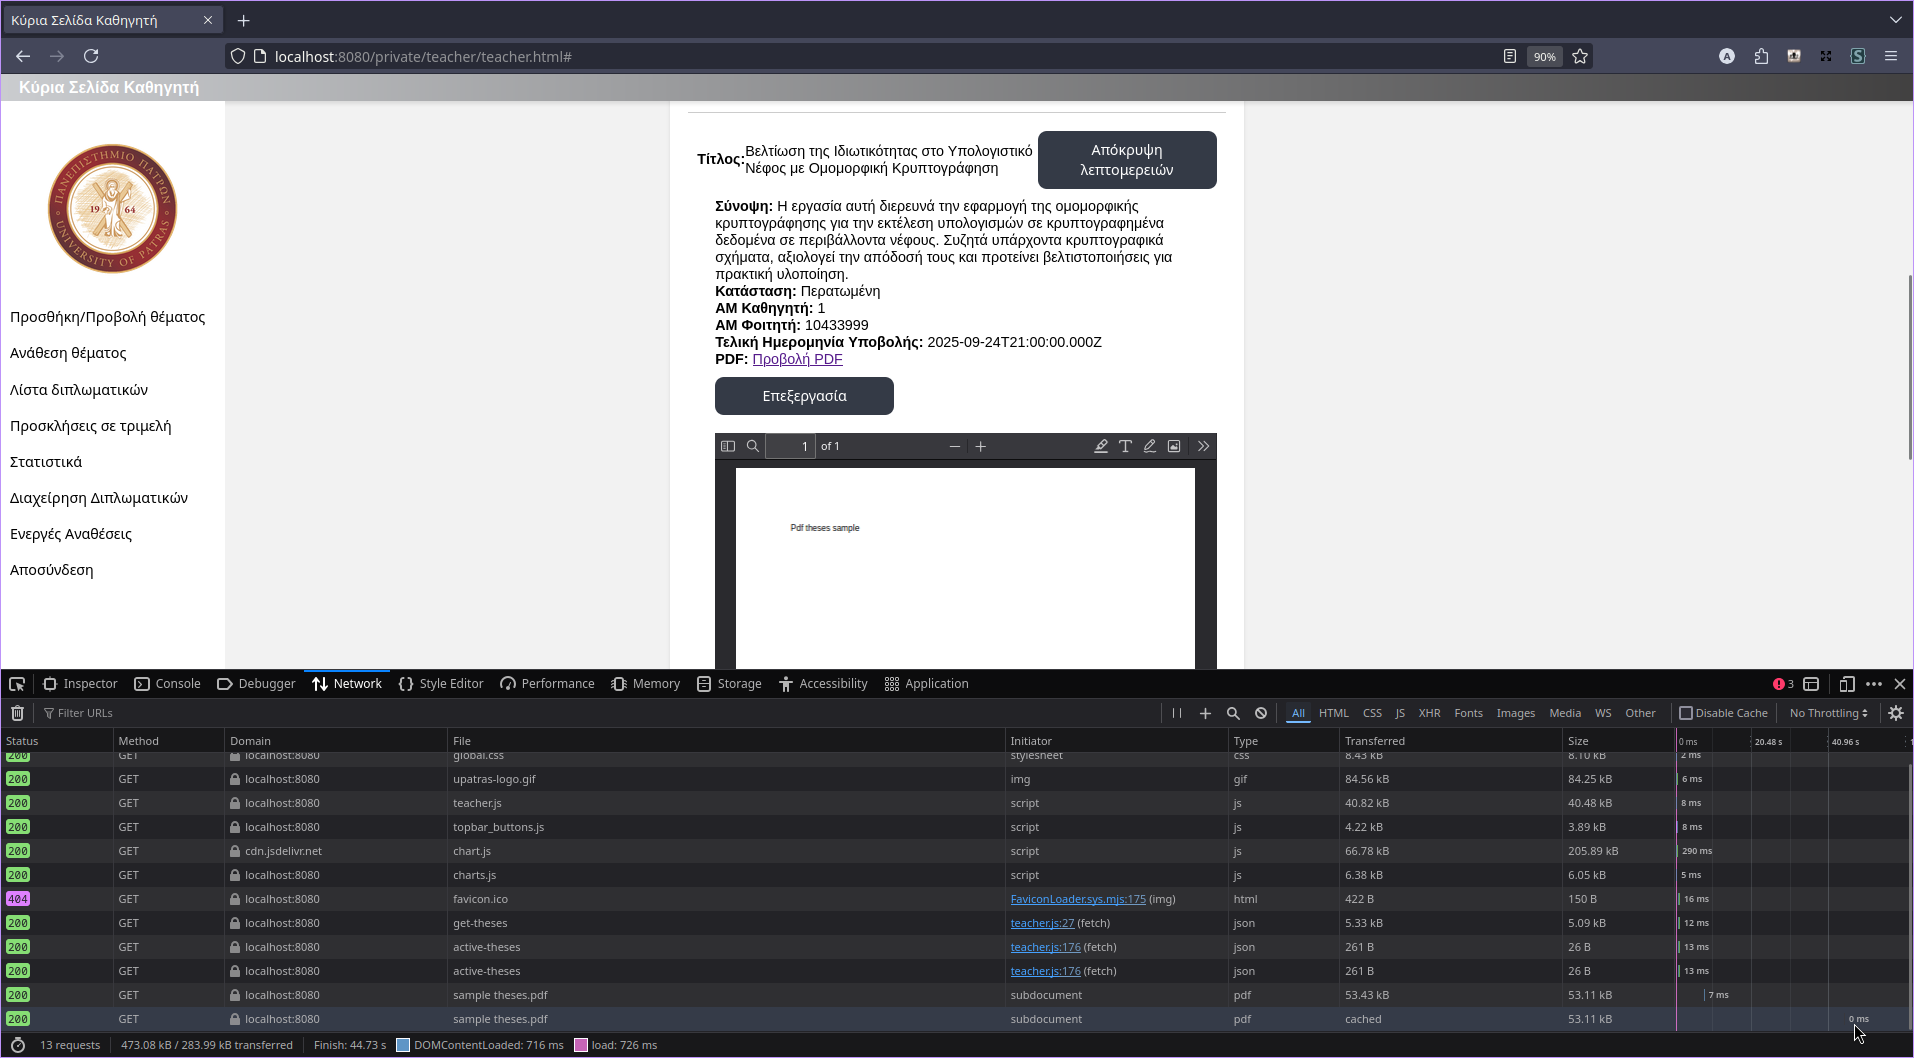 Κύρια Σελίδα Καθηγητή
localhost:8080/private/teacher/teacher.html#
90%
A
S
Κύρια Σελίδα Καθηγητή
ΠΑΝΕΠΙΣΤΗΜΙΟ ΠΑΤΡΩΝ
19 64
UNIVERSITY OF PATRAS
Προσθήκη/Προβολή θέματος
Ανάθεση θέματος
Λίστα διπλωματικών
Προσκλήσεις σε τριμελή
Στατιστικά
Διαχείρηση Διπλωματικών
Ενεργές Αναθέσεις
Αποσύνδεση
Τίτλος: Βελτίωση της Ιδιωτικότητας στο Υπολογιστικό
Νέφος με Ομομορφική Κρυπτογράφηση
Απόκρυψη
λεπτομερειών
Σύνοψη: Η εργασία αυτή διερευνά την εφαρμογή της ομομορφικής
κρυπτογράφησης για την εκτέλεση υπολογισμών σε κρυπτογραφημένα
δεδομένα σε περιβάλλοντα νέφους. Συζητά υπάρχοντα κρυπτογραφικά
σχήματα, αξιολογεί την απόδοσή τους και προτείνει βελτιστοποιήσεις για
πρακτική υλοποίηση.
Κατάσταση: Περατωμένη
ΑΜ Καθηγητή: 1
ΑΜ Φοιτητή: 10433999
Τελική Ημερομηνία Υποβολής: 2025-09-24T21:00:00.000Z
PDF: Προβολή PDF
Επεξεργασία
1 of 1
Pdf theses sample
Inspector Console Debugger Network Style Editor Performance Memory Storage Accessibility Application 3
Filter URLs All HTML CSS JS XHR Fonts Images Media WS Other Disable Cache No Throttling
Status Method Domain File Initiator Type Transferred Size 0 ms 20.48 s 40.96 s
200 GET localhost:8080 global.css stylesheet css 8.43 kB 8.10 kB 2 ms
200 GET localhost:8080 upatras-logo.gif img gif 84.56 kB 84.25 kB 6 ms
200 GET localhost:8080 teacher.js script js 40.82 kB 40.48 kB 8 ms
200 GET localhost:8080 topbar_buttons.js script js 4.22 kB 3.89 kB 8 ms
200 GET cdn.jsdelivr.net chart.js script js 66.78 kB 205.89 kB 290 ms
200 GET localhost:8080 charts.js script js 6.38 kB 6.05 kB 5 ms
404 GET localhost:8080 favicon.ico FaviconLoader.sys.mjs:175 (img) html 422 B 150 B 16 ms
200 GET localhost:8080 get-theses teacher.js:27 (fetch) json 5.33 kB 5.09 kB 12 ms
200 GET localhost:8080 active-theses teacher.js:176 (fetch) json 261 B 26 B 13 ms
200 GET localhost:8080 active-theses teacher.js:176 (fetch) json 261 B 26 B 13 ms
200 GET localhost:8080 sample theses.pdf subdocument pdf 53.43 kB 53.11 kB 7 ms
200 GET localhost:8080 sample theses.pdf subdocument pdf cached 53.11 kB 0 ms
13 requests 473.08 kB / 283.99 kB transferred Finish: 44.73 s DOMContentLoaded: 716 ms load: 726 ms